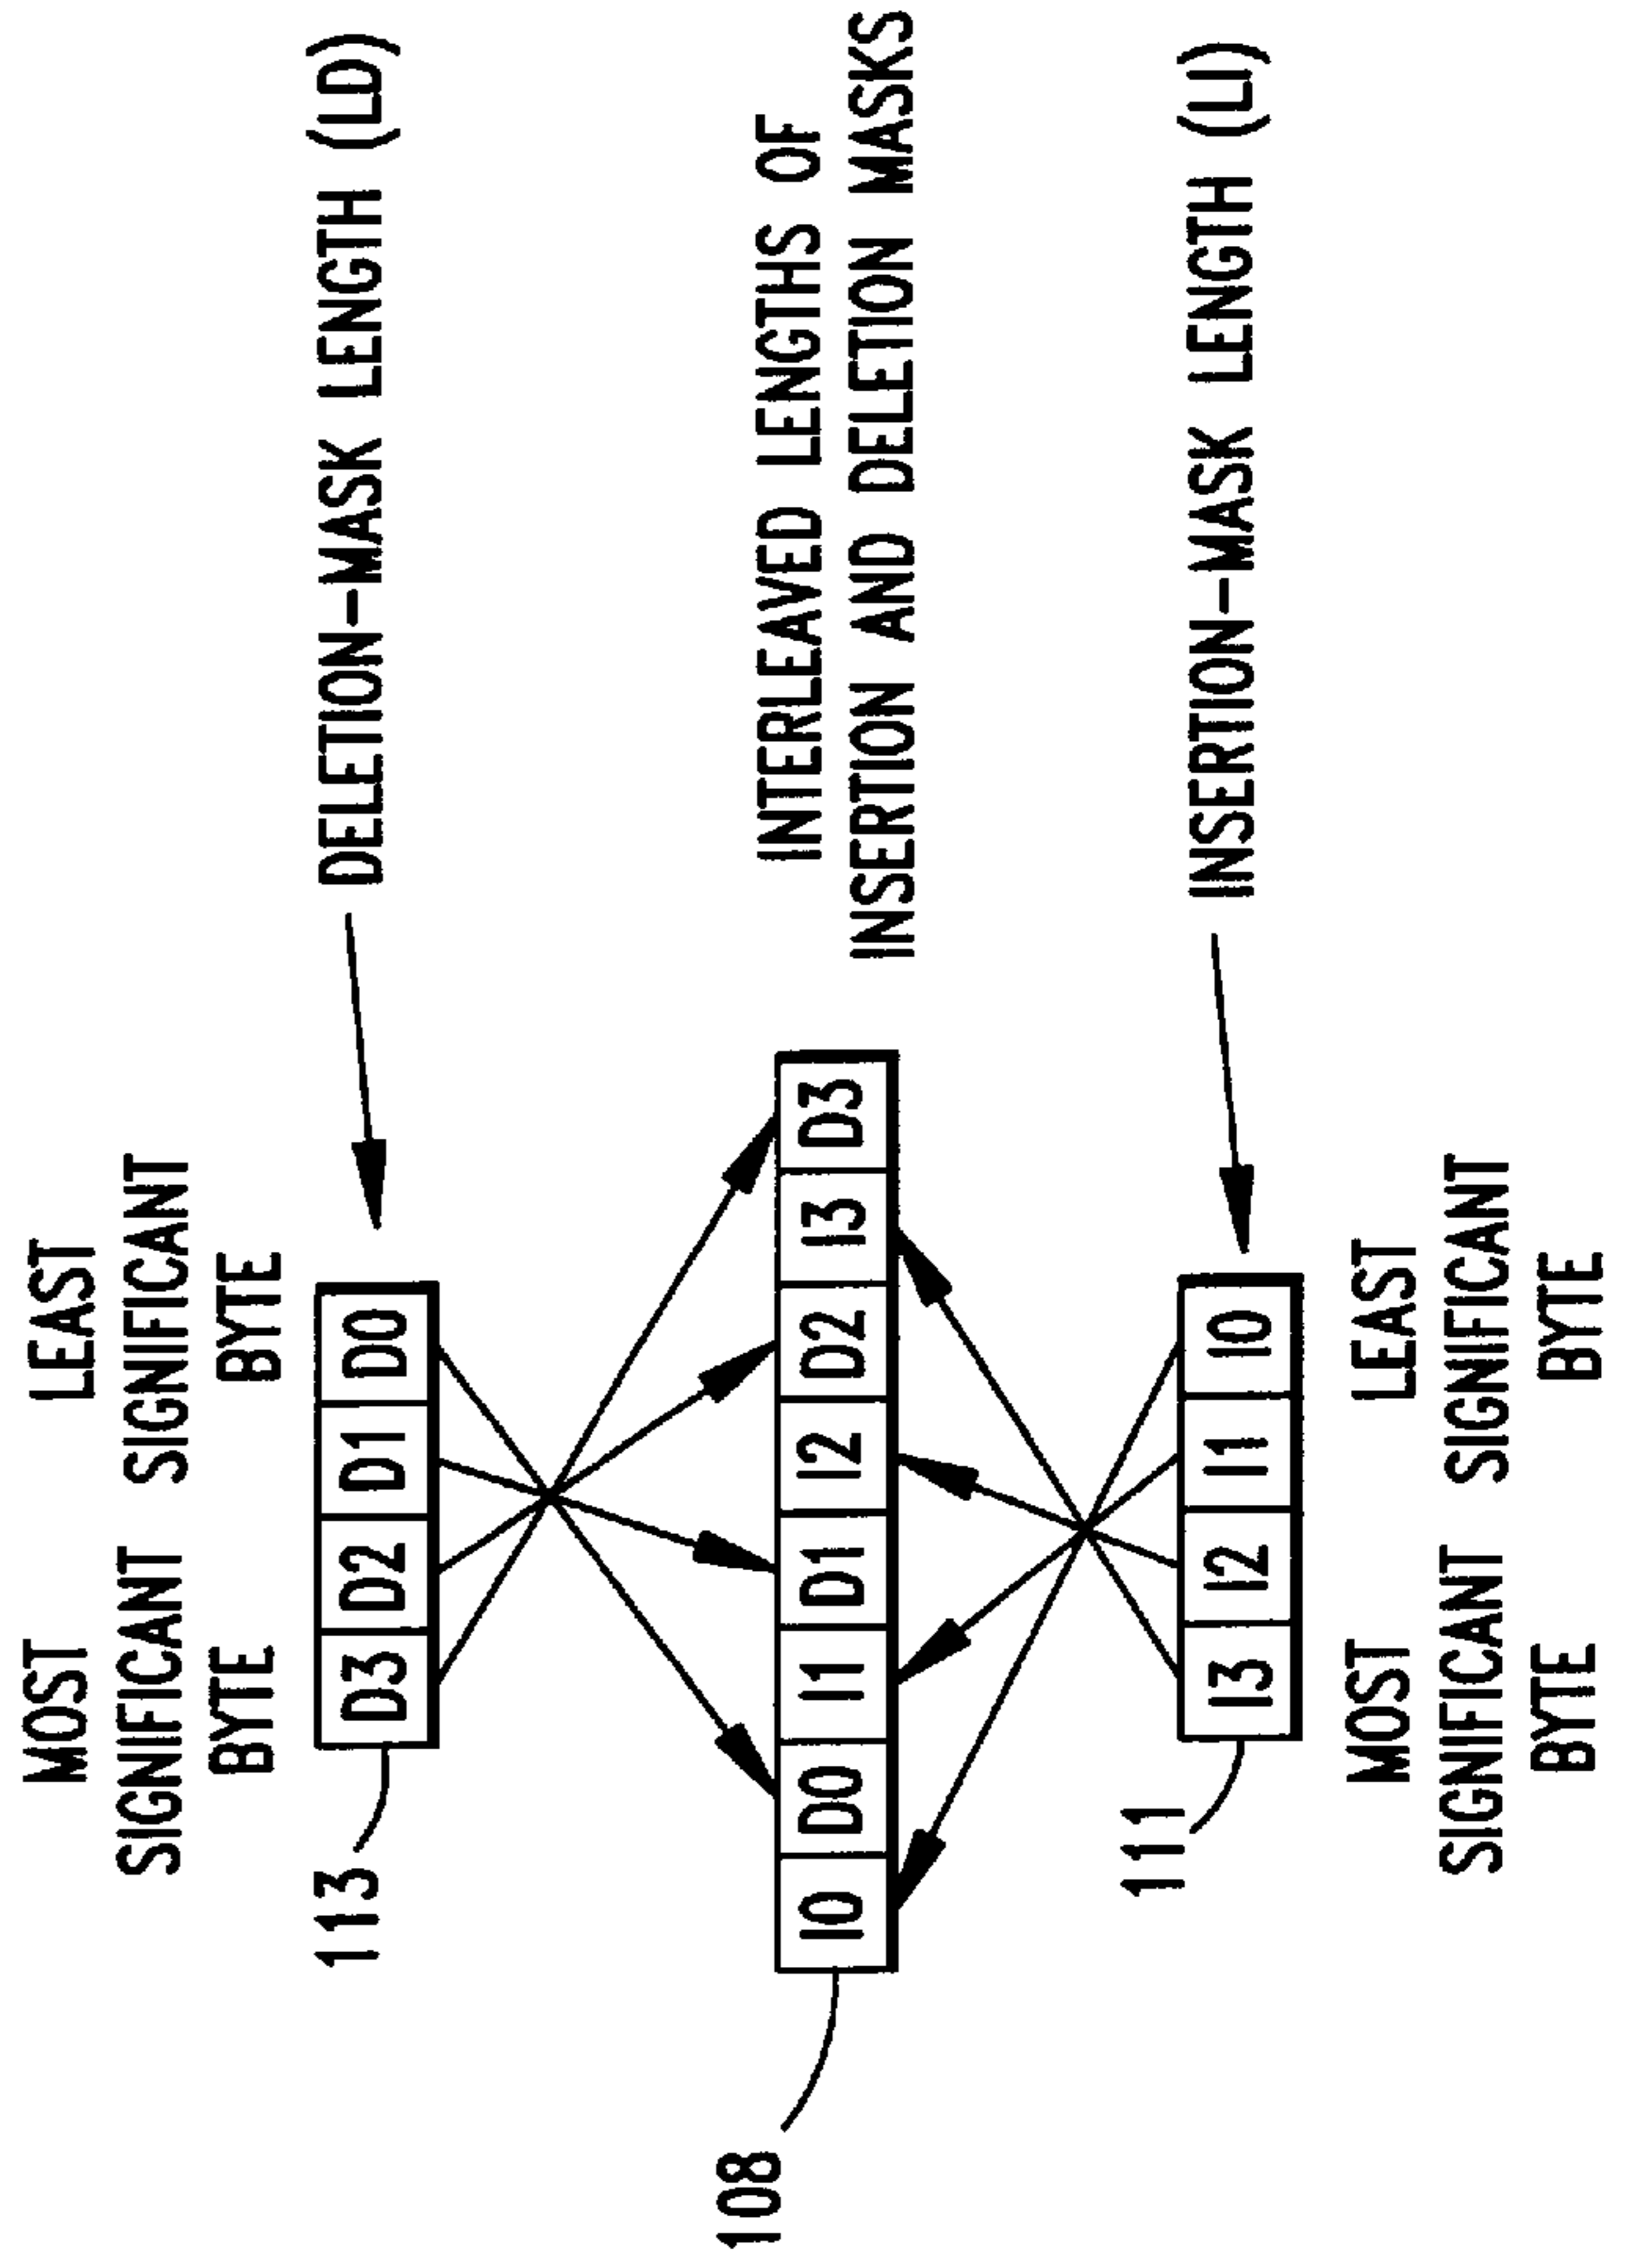 MOST LEAST
SIGNIFICANT SIGNIFICANT
BYTE BYTE
113 D3 D2 D1 D0 DELETION-MASK LENGTH (LD)
INTERLEAVED LENGTHS OF
108 I0 D0 I1 D1 I2 D2 I3 D3
INSERTION AND DELETION MASKS
111 I3 I2 I1 I0 INSERTION-MASK LENGTH (LI)
MOST LEAST
SIGNIFICANT SIGNIFICANT
BYTE BYTE